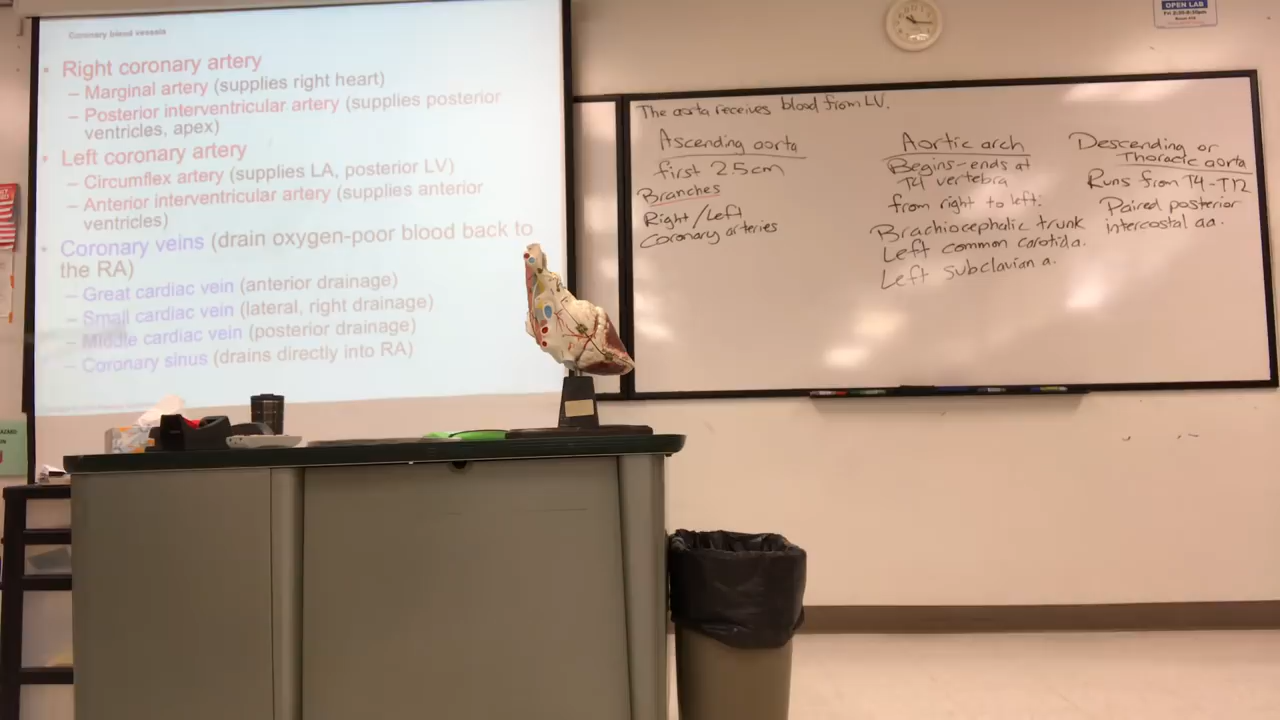 Coronary blood vessels
• Right coronary artery
– Marginal artery (supplies right heart)
– Posterior interventricular artery (supplies posterior
ventricles, apex)
• Left coronary artery
– Circumflex artery (supplies LA, posterior LV)
– Anterior interventricular artery (supplies anterior
ventricles)
• Coronary veins (drain oxygen-poor blood back to
the RA)
– Great cardiac vein (anterior drainage)
– Small cardiac vein (lateral, right drainage)
– Middle cardiac vein (posterior drainage)
– Coronary sinus (drains directly into RA)
The aorta receives blood from LV.
Ascending aorta
first 2.5cm
Branches
Right/Left
Coronary arteries
Aortic arch
Begins-ends at
T4 vertebra
from right to left:
Brachiocephalic trunk
Left common carotid a.
Left subclavian a.
Descending or
Thoracic aorta
Runs from T4-T12
Paired posterior
intercostal aa.
OPEN LAB